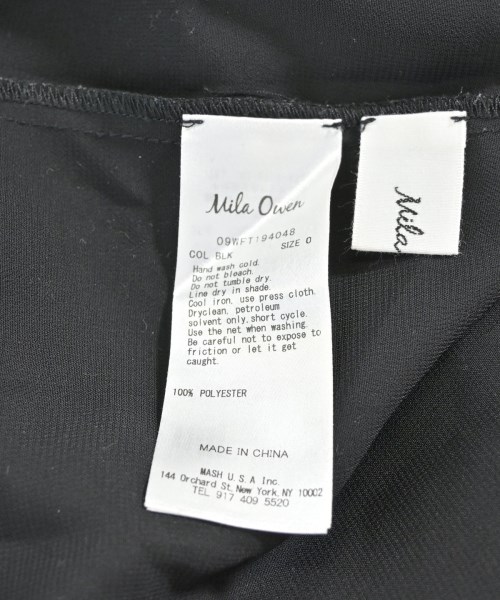 Mila Owen
09WFT194048
COL BLK SIZE 0
Hand wash cold.
Do not bleach.
Do not tumble dry.
Line dry in shade.
Cool iron, use press cloth.
Dryclean, petroleum
solvent only, short cycle.
Use the net when washing.
Be careful not to expose to
friction or let it get
caught.
100% POLYESTER
MADE IN CHINA
MASH U.S.A Inc.
144 Orchard St. New York, NY 10002
TEL 917 409 5520
Mila